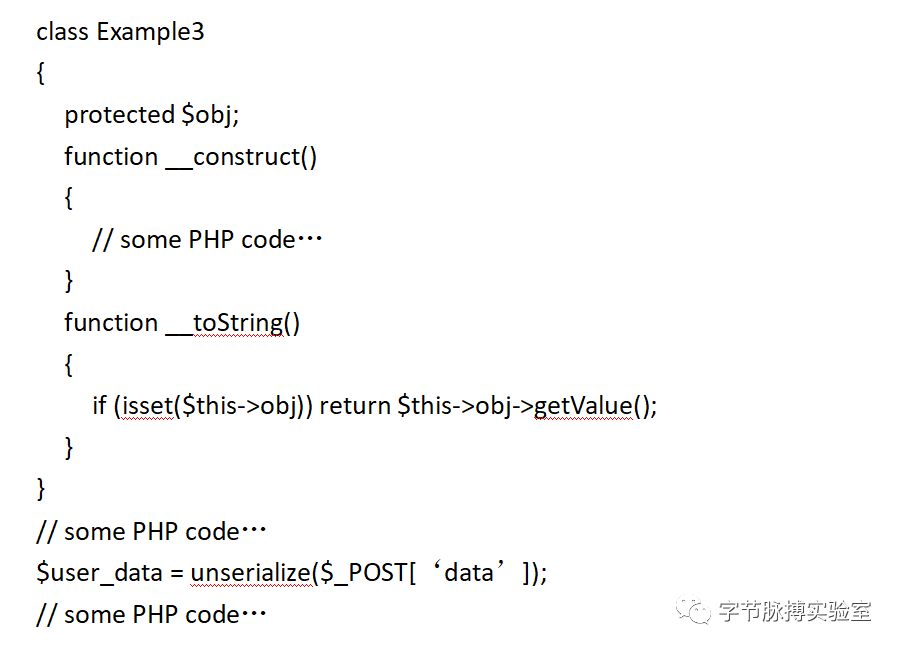 class Example3
{
protected $obj;
function __construct()
{
// some PHP code…
}
function __toString()
{
if (isset($this->obj)) return $this->obj->getValue();
}
}
// some PHP code…
$user_data = unserialize($_POST[‘data’]);
// some PHP code…
字节脉搏实验室